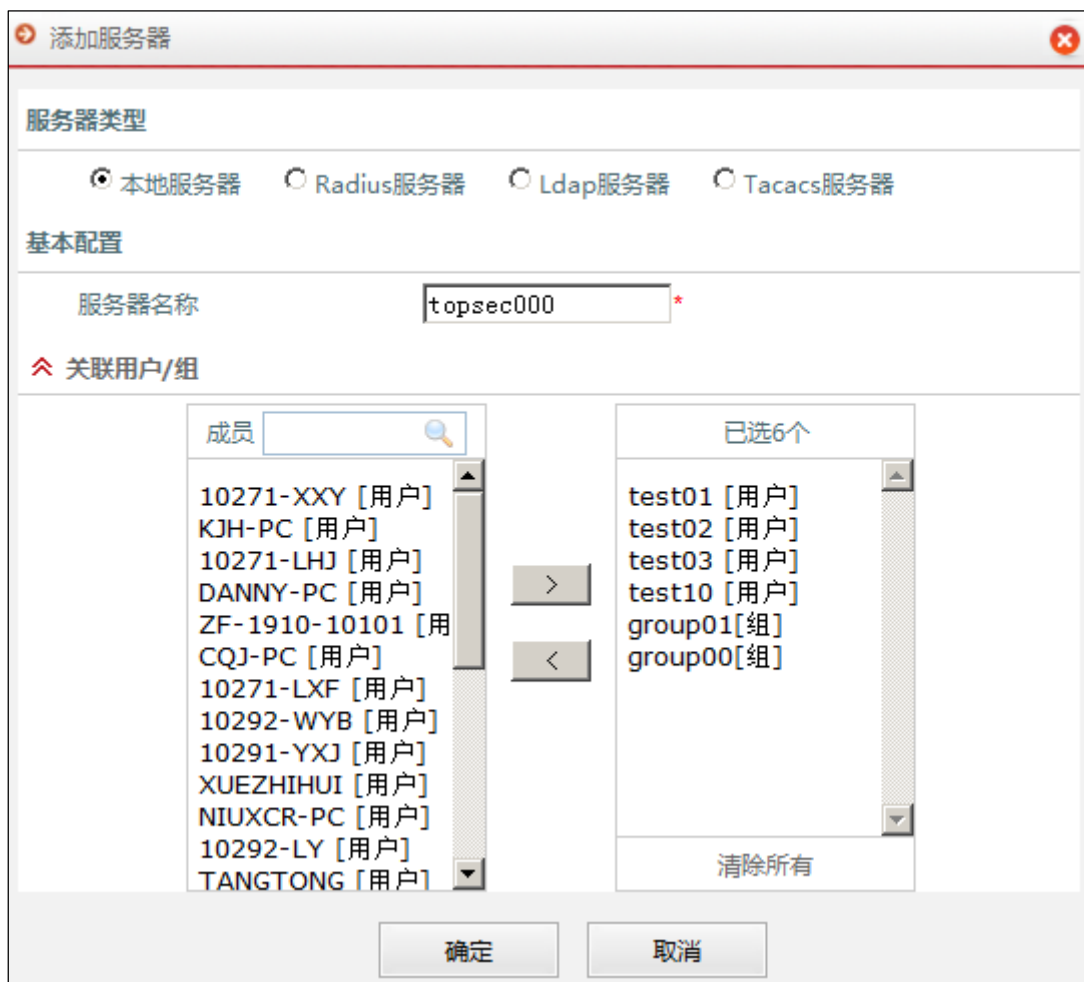 添加服务器
服务器类型
本地服务器 Radius服务器 Ldap服务器 Tacacs服务器
基本配置
服务器名称 topsec000 *
关联用户/组
成员
10271-XXY [用户]
KJH-PC [用户]
10271-LHJ [用户]
DANNY-PC [用户]
ZF-1910-10101 [用
CQJ-PC [用户]
10271-LXF [用户]
10292-WYB [用户]
10291-YXJ [用户]
XUEZHIHUI [用户]
NIUXCR-PC [用户]
10292-LY [用户]
TANGTONG [用户]
>
<
已选6个
test01 [用户]
test02 [用户]
test03 [用户]
test10 [用户]
group01[组]
group00[组]
清除所有
确定 取消